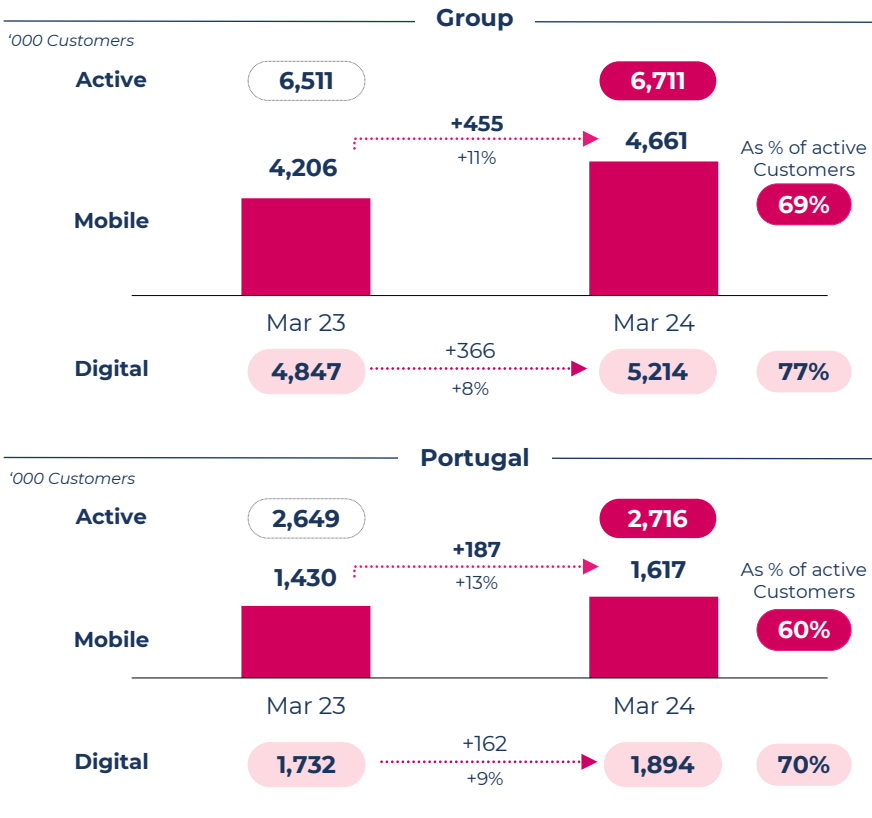 Group
‘000 Customers
Active
6,511
6,711
+455
+11%
4,206
4,661
As % of active
Customers
69%
Mobile
Mar 23
Mar 24
Digital
4,847
+366
+8%
5,214
77%
Portugal
‘000 Customers
Active
2,649
2,716
+187
+13%
1,430
1,617
As % of active
Customers
60%
Mobile
Mar 23
Mar 24
Digital
1,732
+162
+9%
1,894
70%